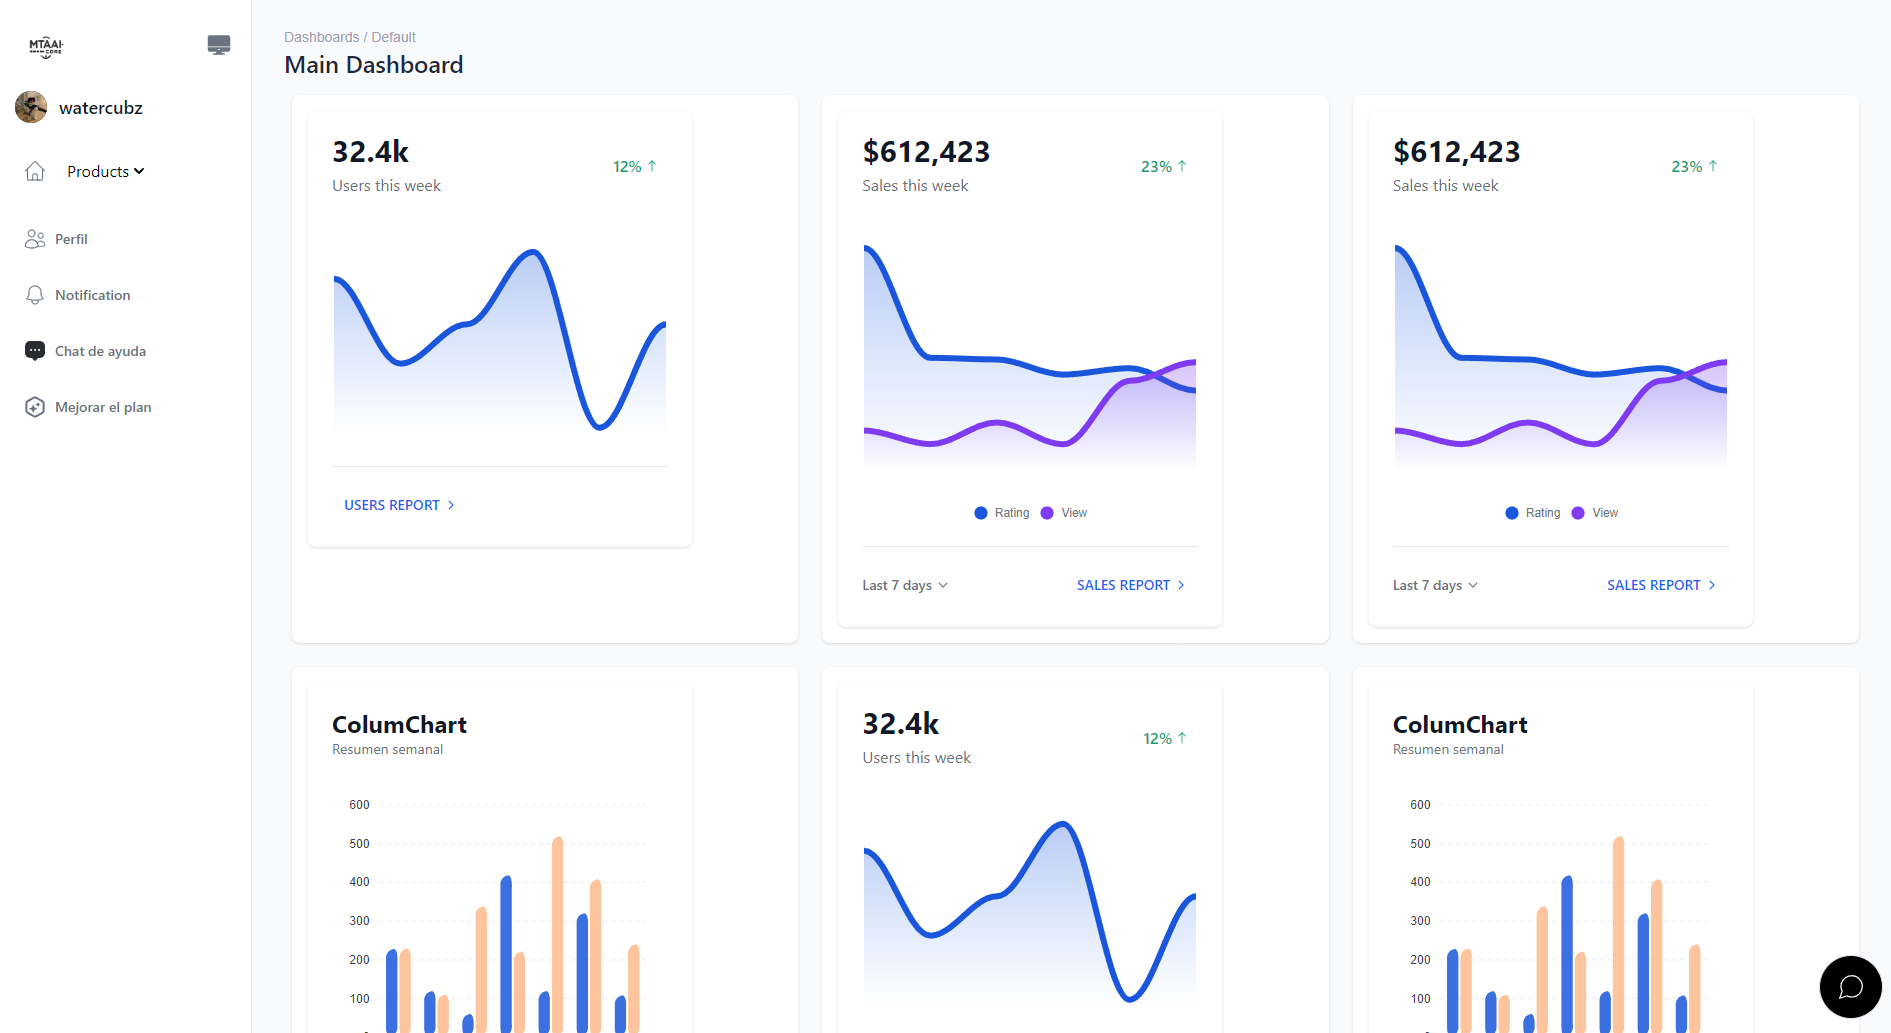 MTAAI
CORE
watercubz
Products
Perfil
Notification
Chat de ayuda
Mejorar el plan
Dashboards / Default
Main Dashboard
32.4k
Users this week
12%
USERS REPORT
$612,423
Sales this week
23%
Rating
View
Last 7 days
SALES REPORT
$612,423
Sales this week
23%
Rating
View
Last 7 days
SALES REPORT
ColumChart
Resumen semanal
600
500
400
300
200
100
32.4k
Users this week
12%
ColumChart
Resumen semanal
600
500
400
300
200
100